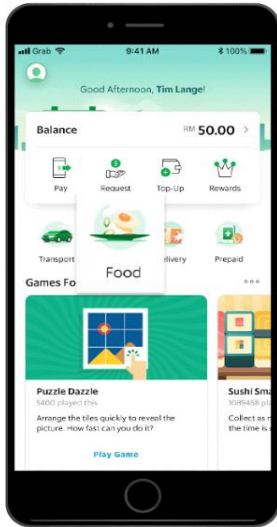 Grab 9:41 AM 100%
Good Afternoon, Tim Lange!
Balance RM 50.00 >
Pay Request Top-Up Rewards
Transport Food elivery Prepaid
Games Fo
Puzzle Dazzle
5400 played this
Arrange the tiles quickly to reveal the
picture. How fast can you do it?
Play Game
Sushi Sma
1089458 pl
Collect as
the time is